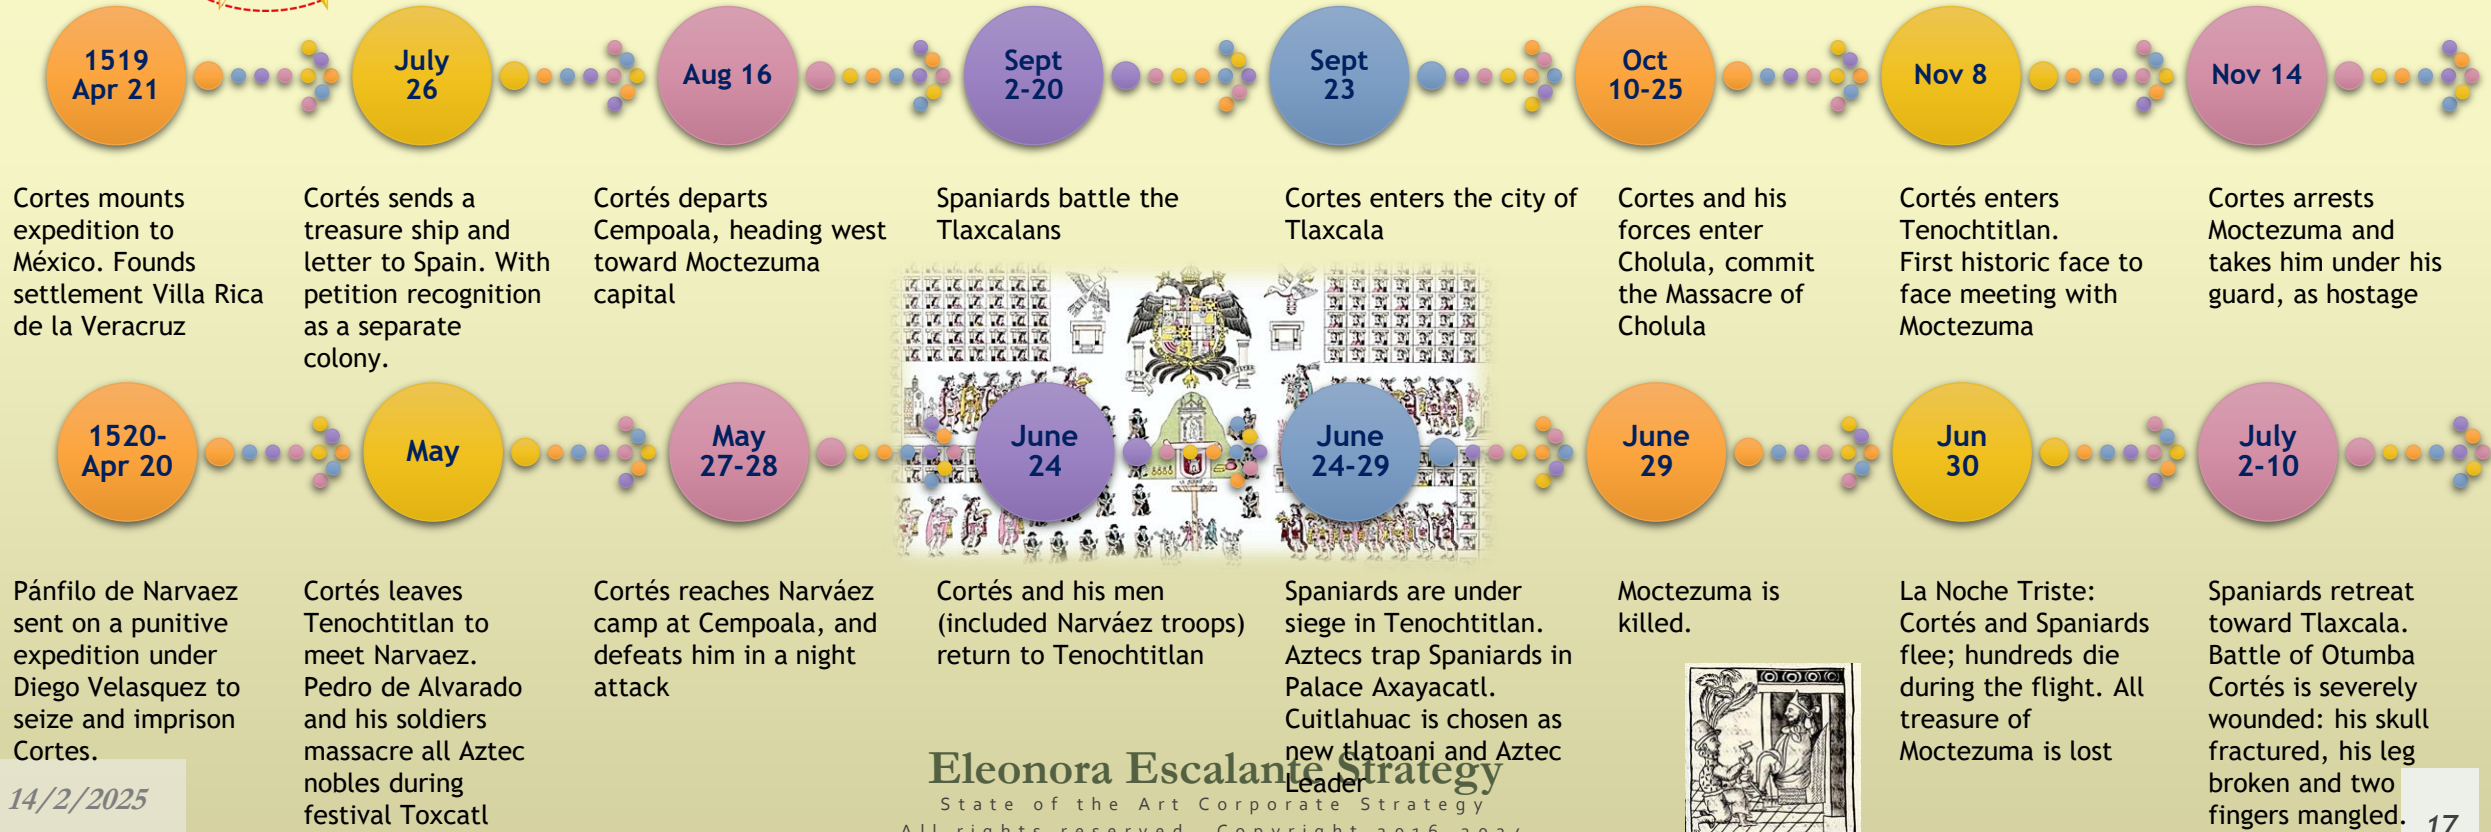 1519
Apr 21
July
26
Aug 16
Sept
2-20
Sept
23
Oct
10-25
Nov 8
Nov 14
Cortes mounts
expedition to
México. Founds
settlement Villa Rica
de la Veracruz
Cortés sends a
treasure ship and
letter to Spain. With
petition recognition
as a separate
colony.
Cortés departs
Cempoala, heading west
toward Moctezuma
capital
Spaniards battle the
Tlaxcalans
Cortes enters the city of
Tlaxcala
Cortes and his
forces enter
Cholula, commit
the Massacre of
Cholula
Cortés enters
Tenochtitlan.
First historic face to
face meeting with
Moctezuma
Cortes arrests
Moctezuma and
takes him under his
guard, as hostage
1520-
Apr 20
May
May
27-28
June
24
June
24-29
June
29
Jun
30
July
2-10
Pánfilo de Narvaez
sent on a punitive
expedition under
Diego Velasquez to
seize and imprison
Cortes.
Cortés leaves
Tenochtitlan to
meet Narvaez.
Pedro de Alvarado
and his soldiers
massacre all Aztec
nobles during
festival Toxcatl
Cortés reaches Narváez
camp at Cempoala, and
defeats him in a night
attack
Cortés and his men
(included Narváez troops)
return to Tenochtitlan
Spaniards are under
siege in Tenochtitlan.
Aztecs trap Spaniards in
Palace Axayacatl.
Cuitlahuac is chosen as
new tlatoani and Aztec
Leader
Moctezuma is
killed.
La Noche Triste:
Cortés and Spaniards
flee; hundreds die
during the flight. All
treasure of
Moctezuma is lost
Spaniards retreat
toward Tlaxcala.
Battle of Otumba
Cortés is severely
wounded: his skull
fractured, his leg
broken and two
fingers mangled.
14/2/2025
Eleonora Escalante Strategy
State of the Art Corporate Strategy
All rights reserved. Copyright 2016-2024
17